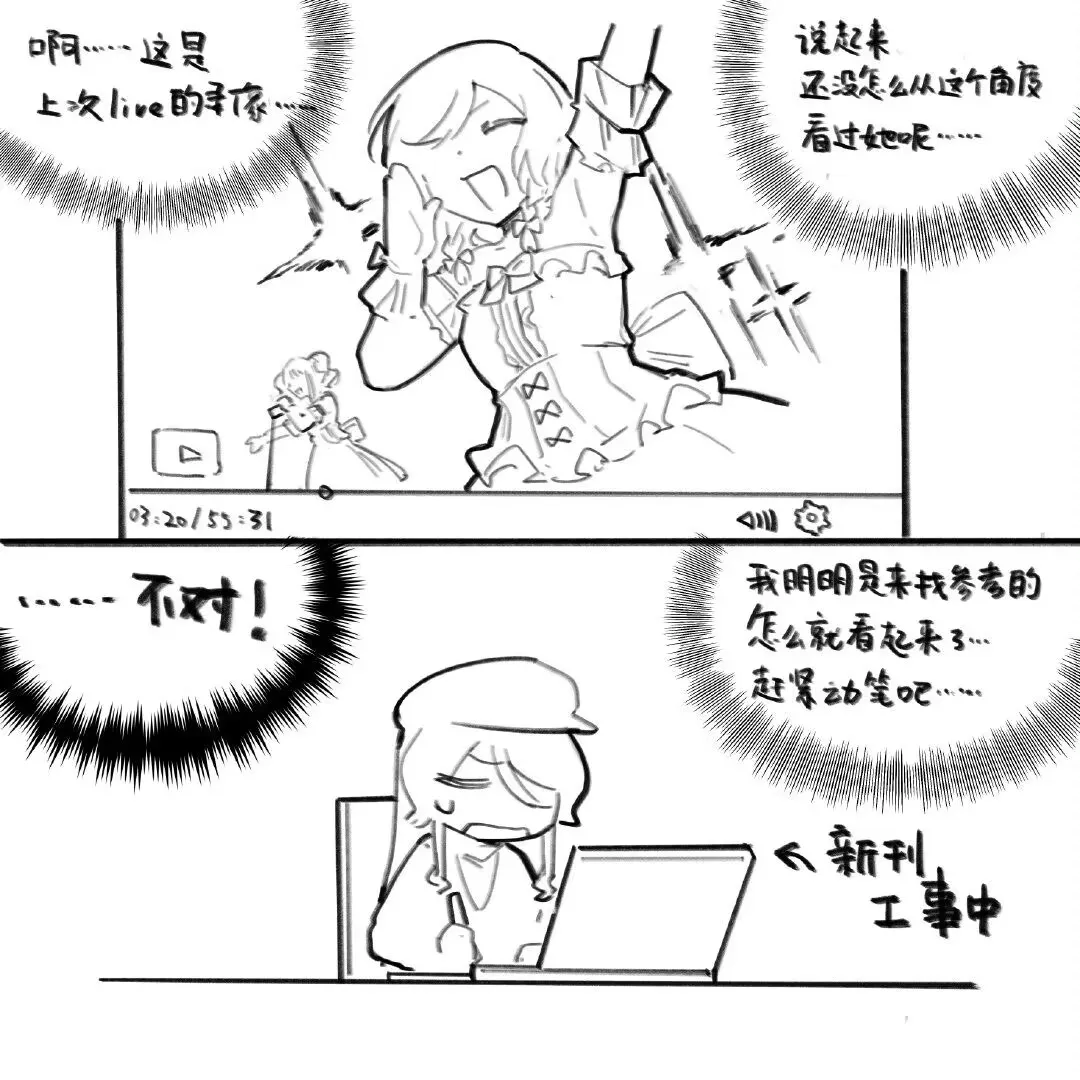 啊……这是
上次live的录像……
说起来
还没怎么从这个角度
看过她呢……
03:20/55:31
……不对!
我明明是来找参考的
怎么就看起来了…
赶紧动笔吧……
←新刊
工事中